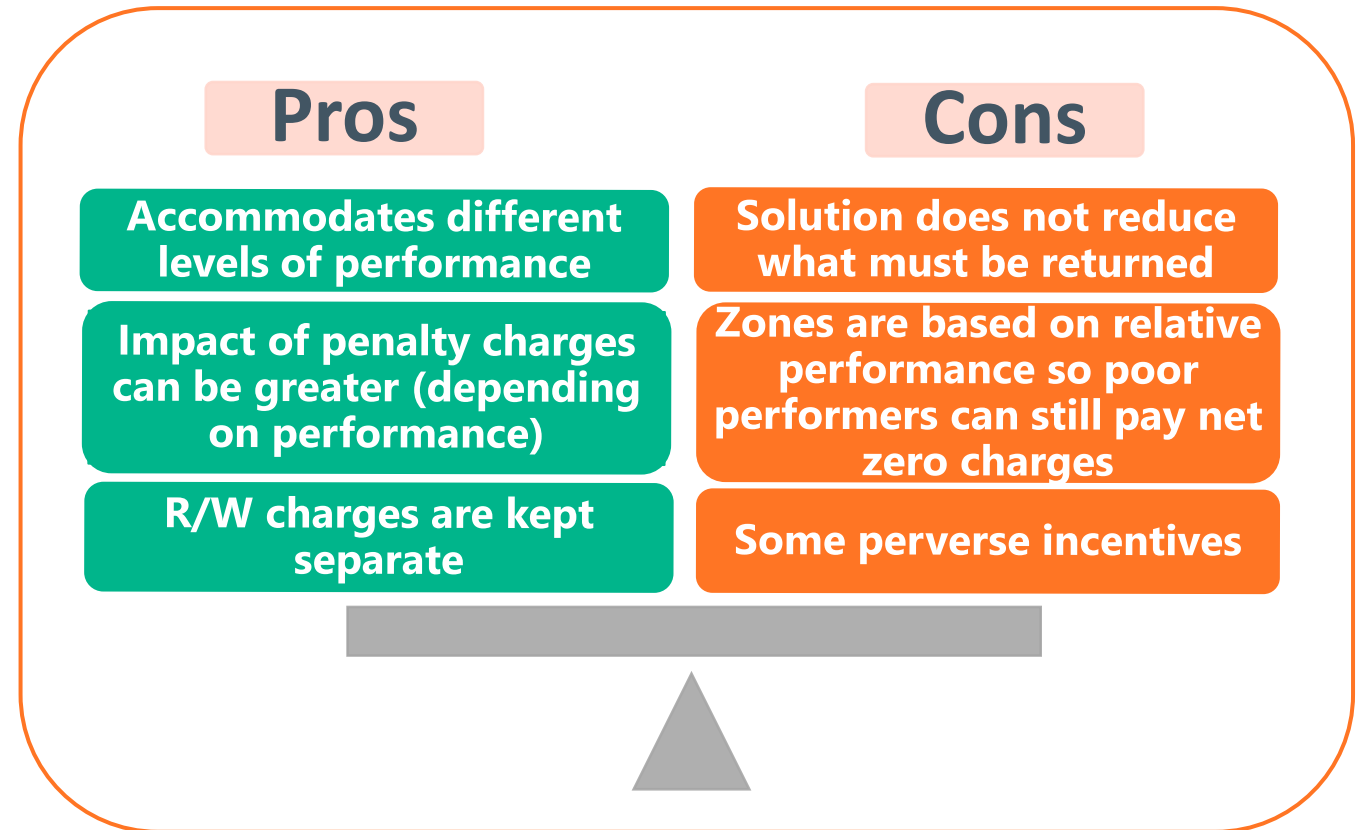 Pros
Accommodates different
levels of performance
Impact of penalty charges
can be greater (depending
on performance)
R/W charges are kept
separate
Cons
Solution does not reduce
what must be returned
Zones are based on relative
performance so poor
performers can still pay net
zero charges
Some perverse incentives